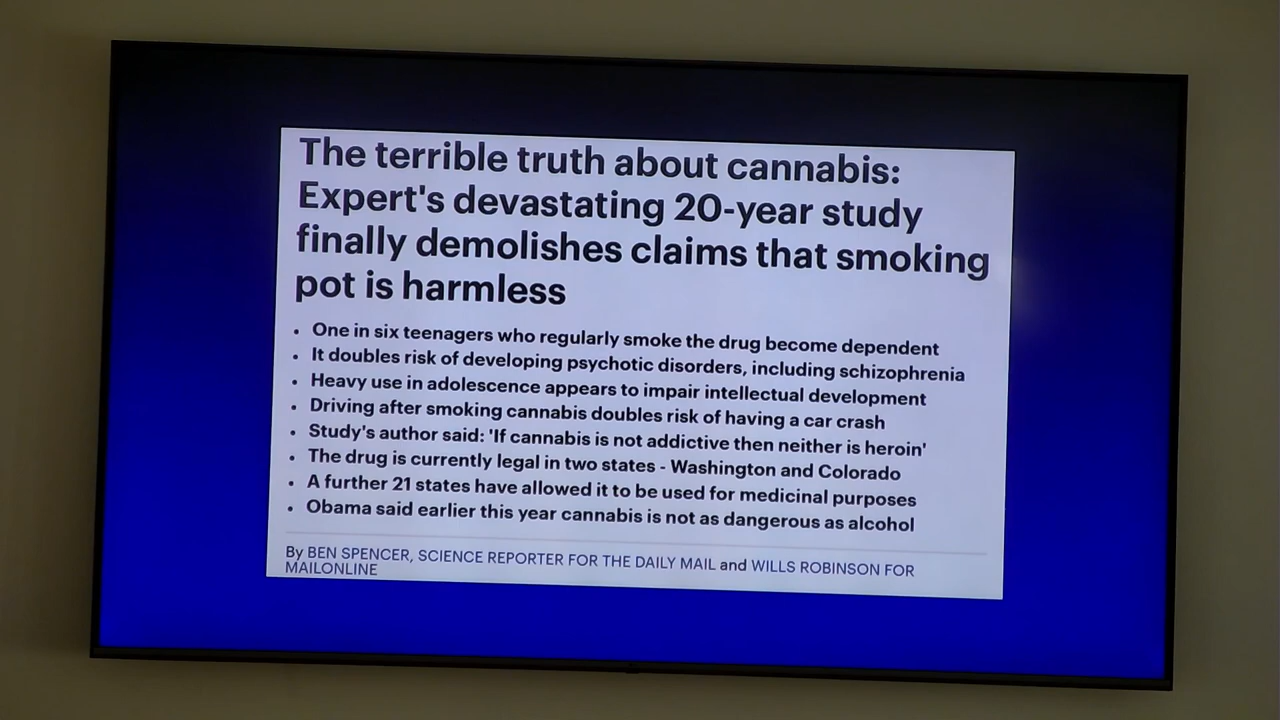 The terrible truth about cannabis:
Expert's devastating 20-year study
finally demolishes claims that smoking
pot is harmless
• One in six teenagers who regularly smoke the drug become dependent
• It doubles risk of developing psychotic disorders, including schizophrenia
• Heavy use in adolescence appears to impair intellectual development
• Driving after smoking cannabis doubles risk of having a car crash
• Study's author said: 'If cannabis is not addictive then neither is heroin'
• The drug is currently legal in two states - Washington and Colorado
• A further 21 states have allowed it to be used for medicinal purposes
• Obama said earlier this year cannabis is not as dangerous as alcohol
By BEN SPENCER, SCIENCE REPORTER FOR THE DAILY MAIL and WILLS ROBINSON FOR
MAILONLINE